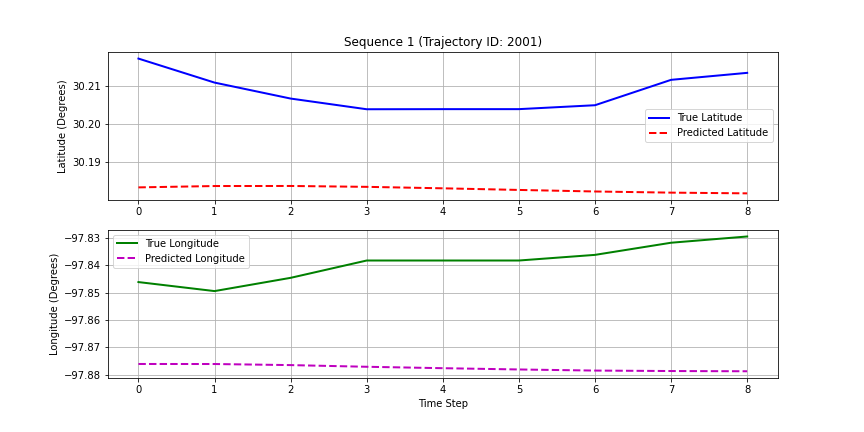 Sequence 1 (Trajectory ID: 2001)
Latitude (Degrees)
30.21
30.20
30.19
True Latitude
Predicted Latitude
0 1 2 3 4 5 6 7 8
Longitude (Degrees)
−97.83
−97.84
−97.85
−97.86
−97.87
−97.88
True Longitude
Predicted Longitude
0 1 2 3 4 5 6 7 8
Time Step